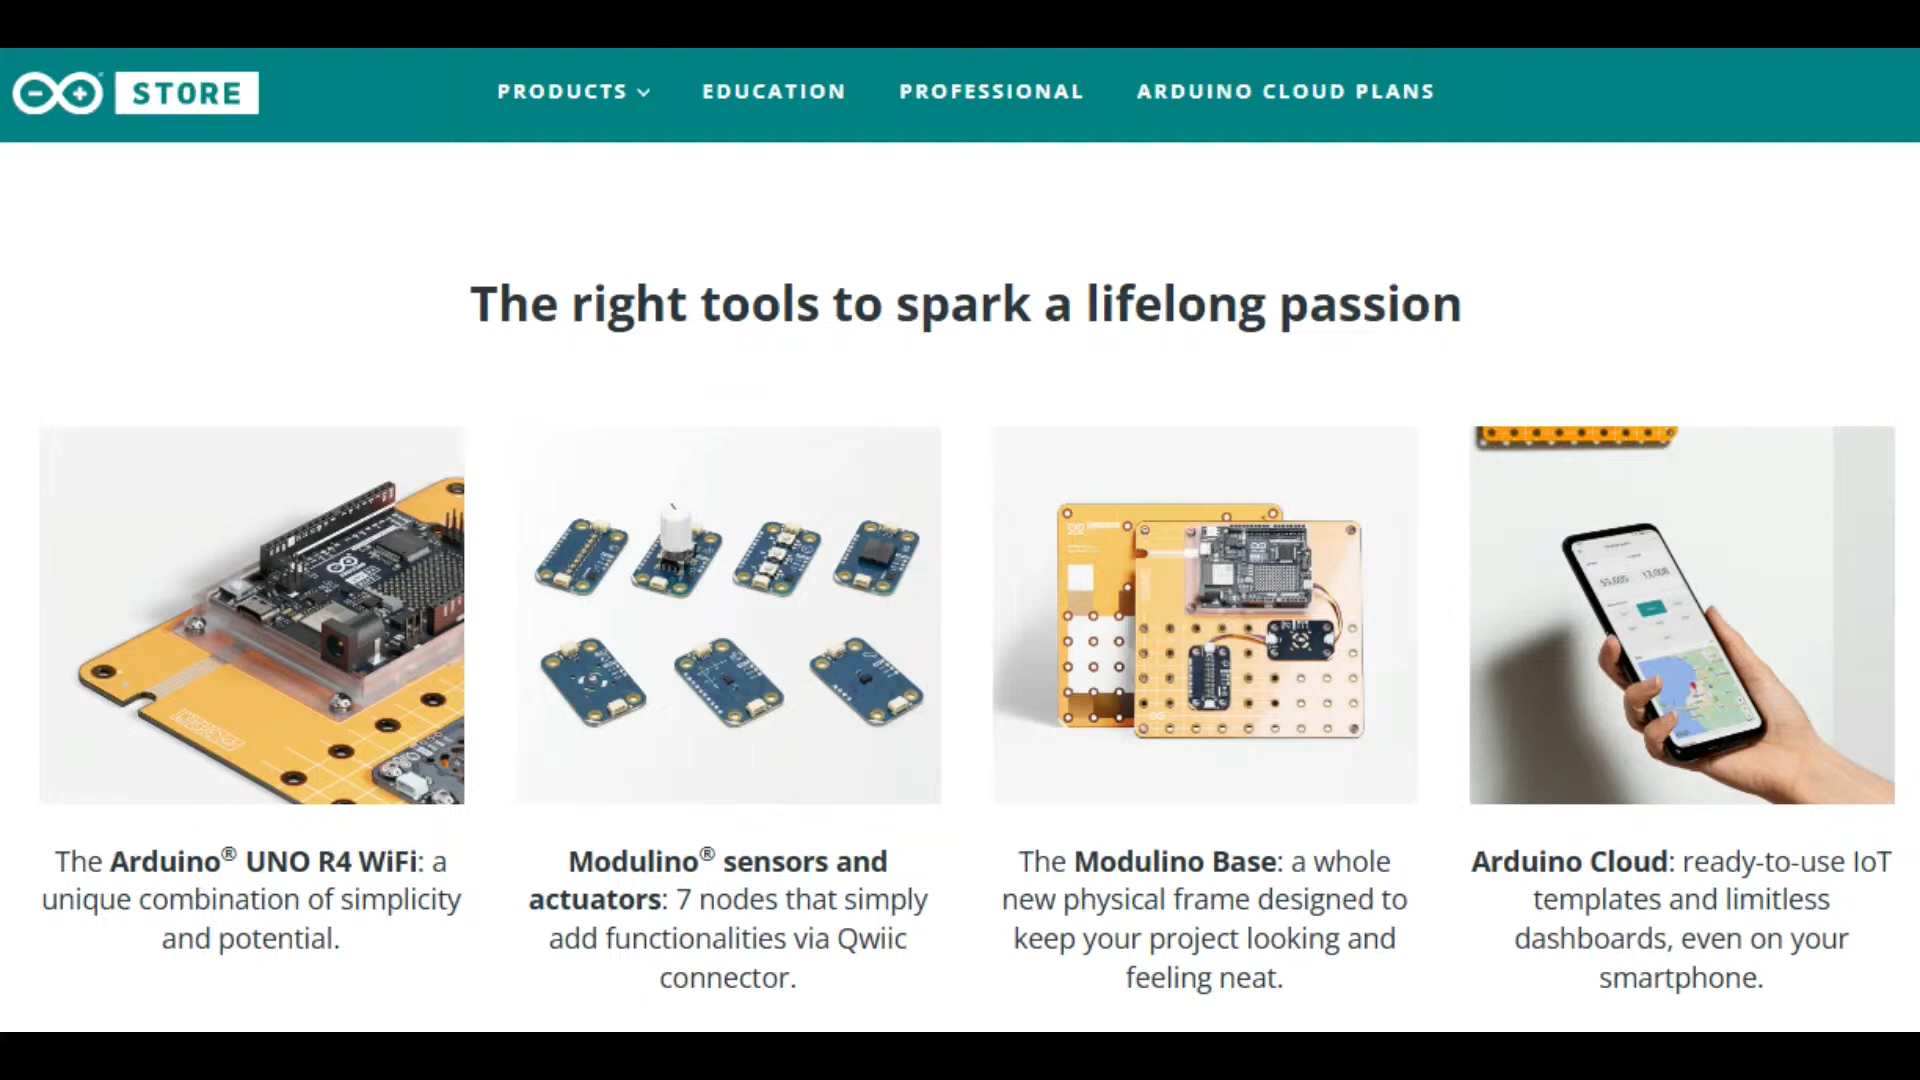 STORE
PRODUCTS
EDUCATION
PROFESSIONAL
ARDUINO CLOUD PLANS
The right tools to spark a lifelong passion
The Arduino® UNO R4 WiFi: a
unique combination of simplicity
and potential.
Modulino® sensors and
actuators: 7 nodes that simply
add functionalities via Qwiic
connector.
The Modulino Base: a whole
new physical frame designed to
keep your project looking and
feeling neat.
Arduino Cloud: ready-to-use IoT
templates and limitless
dashboards, even on your
smartphone.